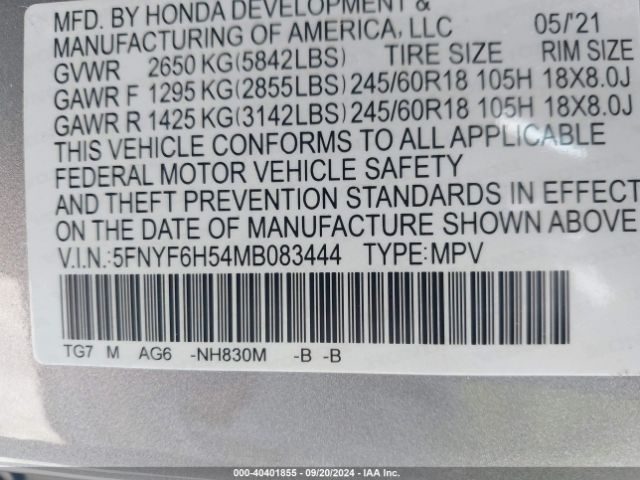 MFD. BY HONDA DEVELOPMENT &
MANUFACTURING OF AMERICA, LLC 05/'21
GVWR 2650 KG(5842LBS) TIRE SIZE RIM SIZE
GAWR F 1295 KG(2855LBS) 245/60R18 105H 18X8.0J
GAWR R 1425 KG(3142LBS) 245/60R18 105H 18X8.0J
THIS VEHICLE CONFORMS TO ALL APPLICABLE
FEDERAL MOTOR VEHICLE SAFETY
AND THEFT PREVENTION STANDARDS IN EFFECT
ON THE DATE OF MANUFACTURE SHOWN ABOVE.
V.I.N.:5FNYF6H54MB083444 TYPE:MPV
TG7 M AG6 -NH830M -B -B
00-40401855 | 09/20/2024 | IAAI.COM